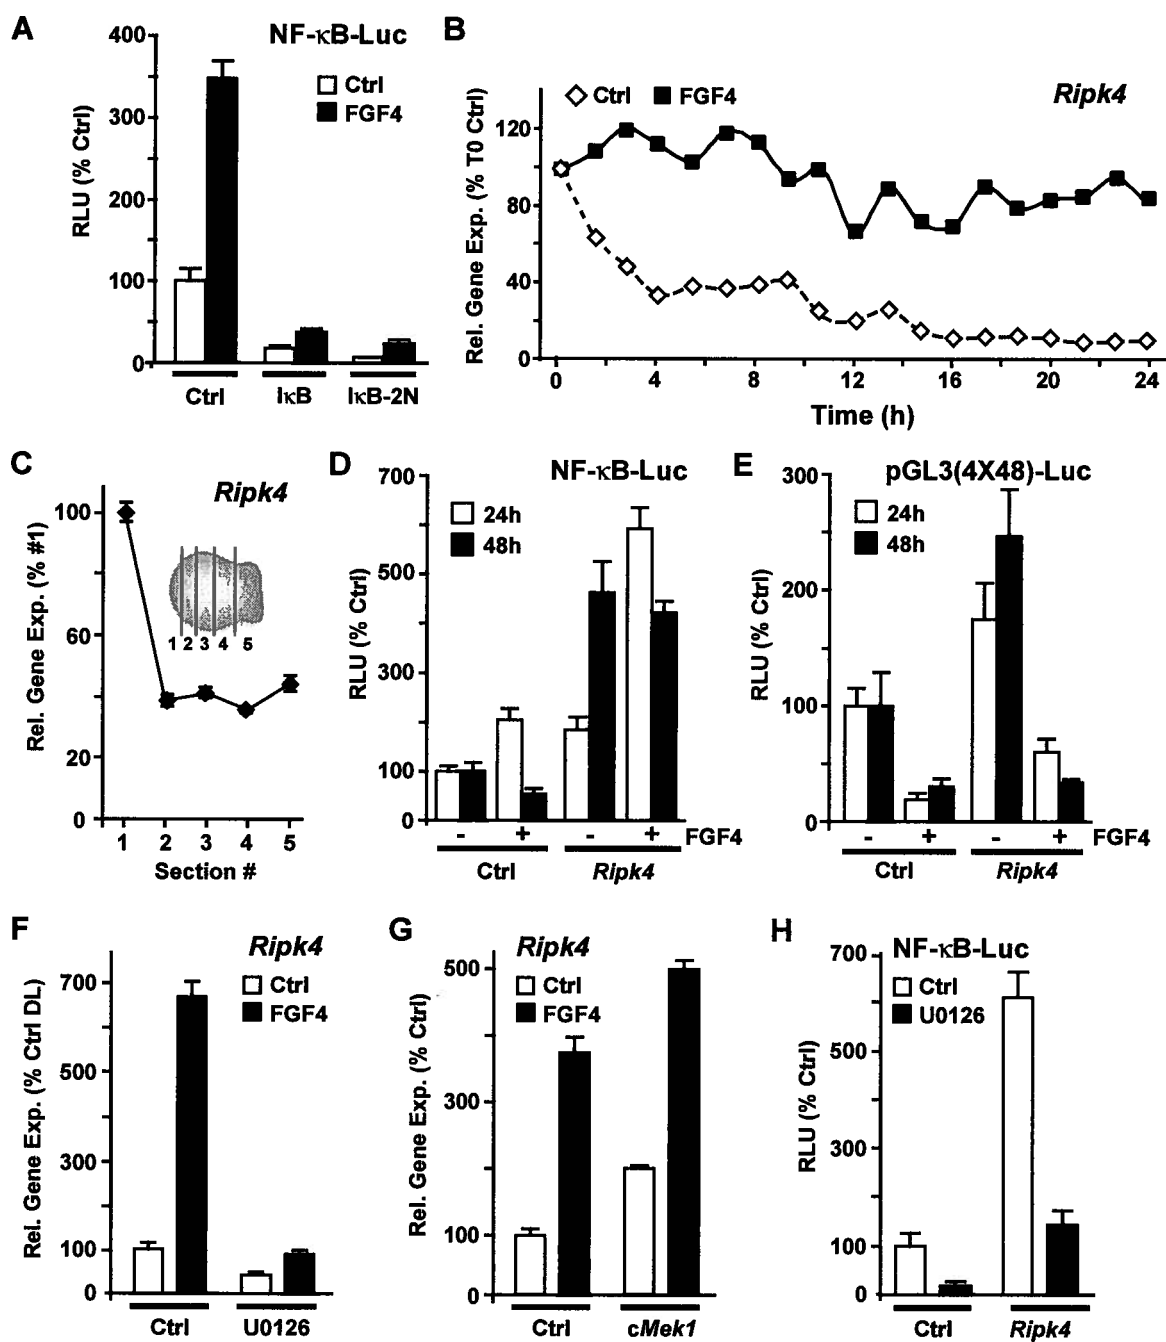 A
NF-κB-Luc
RLU (% Ctrl)
400
300
200
100
0
Ctrl
FGF4
Ctrl
IκB
IκB-2N
B
Ctrl
FGF4
Ripk4
Rel. Gene Exp. (% T0 Ctrl)
120
80
40
0
0
4
8
12
16
20
24
Time (h)
C
Ripk4
Rel. Gene Exp. (% #1)
100
60
20
0
1 2 3 4 5
1 2 3 4 5
Section #
D
NF-κB-Luc
RLU (% Ctrl)
700
500
300
100
0
24h
48h
- + - + FGF4
Ctrl
Ripk4
E
pGL3(4X48)-Luc
RLU (% Ctrl)
300
200
100
0
24h
48h
- + - + FGF4
Ctrl
Ripk4
F
Ripk4
Rel. Gene Exp. (% Ctrl DL)
700
500
300
100
0
Ctrl
FGF4
Ctrl
U0126
G
Ripk4
Rel. Gene Exp. (% Ctrl)
500
300
100
0
Ctrl
FGF4
Ctrl
cMek1
H
NF-κB-Luc
RLU (% Ctrl)
700
500
300
100
0
Ctrl
U0126
Ctrl
Ripk4